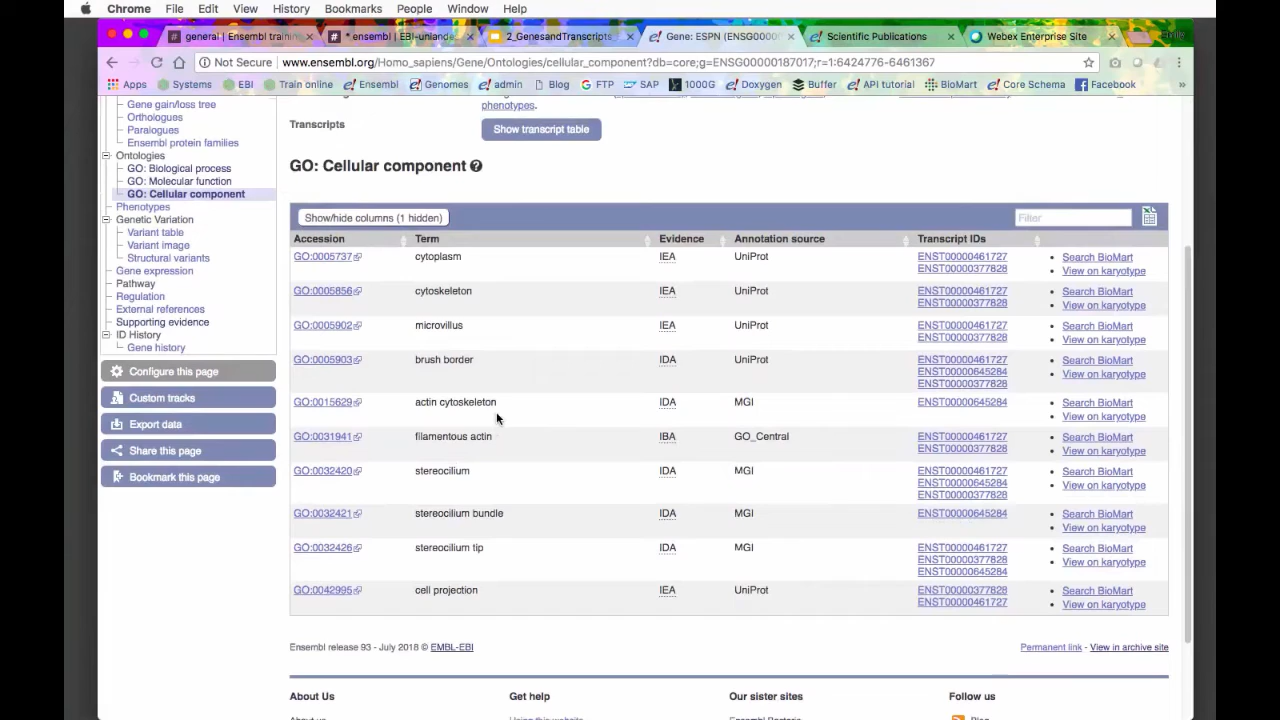 Chrome File Edit View History Bookmarks People Window Help
general | Ensembl training
* ensembl | EBI-uniandes
2_GenesandTranscripts
Gene: ESPN (ENSG00000
Scientific Publications
Webex Enterprise Site
Not Secure www.ensembl.org/Homo_sapiens/Gene/Ontologies/cellular_component?db=core;g=ENSG00000187017;r=1:6424776-6461367
Apps Systems EBI Train online Ensembl Genomes admin Blog FTP SAP 1000G Doxygen Buffer API tutorial BioMart Core Schema Facebook »
Gene gain/loss tree
Orthologues
Paralogues
Ensembl protein families
Ontologies
GO: Biological process
GO: Molecular function
GO: Cellular component
Phenotypes
Genetic Variation
Variant table
Variant image
Structural variants
Gene expression
Pathway
Regulation
External references
Supporting evidence
ID History
Gene history
Configure this page
Custom tracks
Export data
Share this page
Bookmark this page
phenotypes.
Transcripts Show transcript table
GO: Cellular component
Show/hide columns (1 hidden) Filter
Accession Term Evidence Annotation source Transcript IDs
GO:0005737 cytoplasm IEA UniProt ENST00000461727 • Search BioMart
ENST00000377828 • View on karyotype
GO:0005856 cytoskeleton IEA UniProt ENST00000461727 • Search BioMart
ENST00000377828 • View on karyotype
GO:0005902 microvillus IEA UniProt ENST00000461727 • Search BioMart
ENST00000377828 • View on karyotype
GO:0005903 brush border IDA UniProt ENST00000461727 • Search BioMart
ENST00000645284 • View on karyotype
ENST00000377828
GO:0015629 actin cytoskeleton IDA MGI ENST00000645284 • Search BioMart
• View on karyotype
GO:0031941 filamentous actin IBA GO_Central ENST00000461727 • Search BioMart
ENST00000377828 • View on karyotype
GO:0032420 stereocilium IDA MGI ENST00000461727 • Search BioMart
ENST00000645284 • View on karyotype
ENST00000377828
GO:0032421 stereocilium bundle IDA MGI ENST00000645284 • Search BioMart
• View on karyotype
GO:0032426 stereocilium tip IDA MGI ENST00000461727 • Search BioMart
ENST00000377828 • View on karyotype
ENST00000645284
GO:0042995 cell projection IEA UniProt ENST00000377828 • Search BioMart
ENST00000461727 • View on karyotype
Ensembl release 93 - July 2018 © EMBL-EBI Permanent link - View in archive site
About Us Get help Our sister sites Follow us